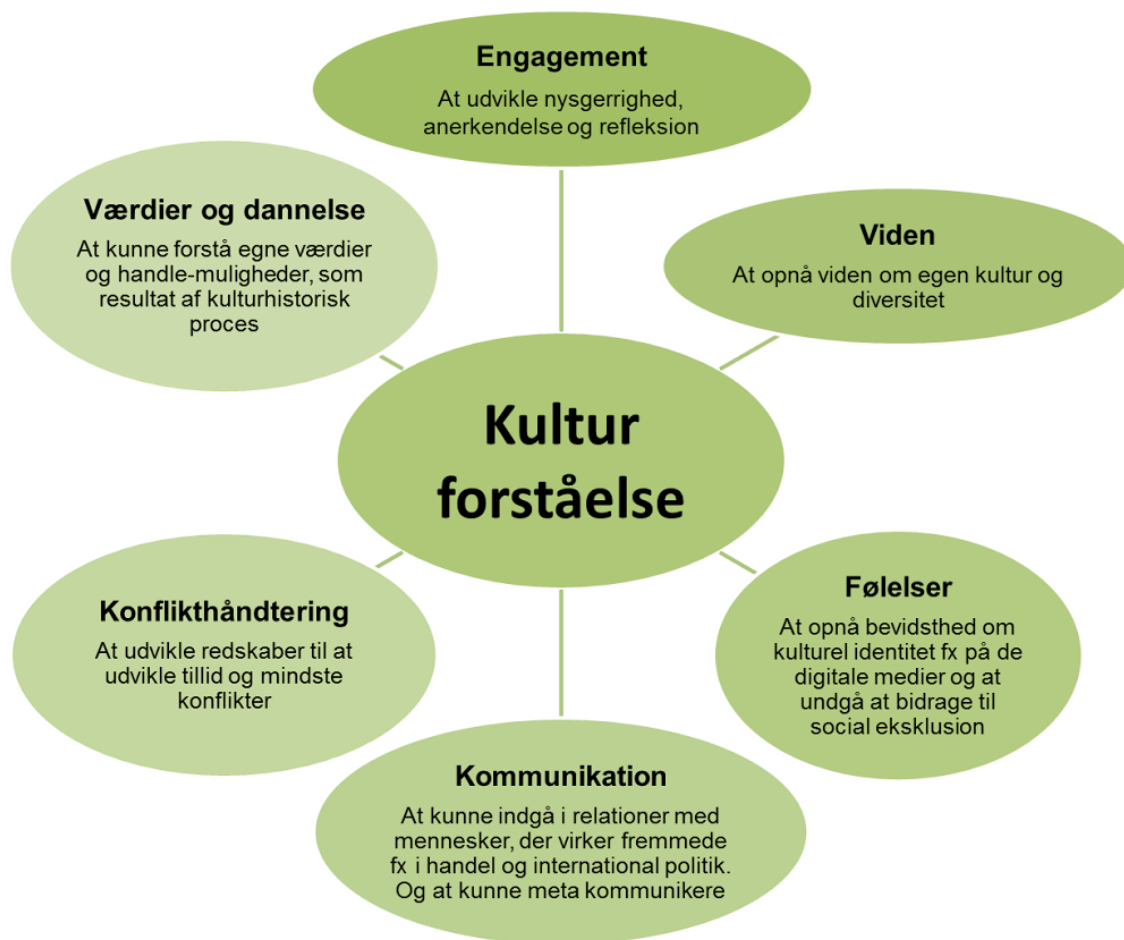 Engagement
At udvikle nysgerrighed,
anerkendelse og refleksion
Viden
At opnå viden om egen kultur og
diversitet
Følelser
At opnå bevidsthed om
kulturel identitet fx på de
digitale medier og at
undgå at bidrage til
social eksklusion
Kommunikation
At kunne indgå i relationer med
mennesker, der virker fremmede
fx i handel og international politik.
Og at kunne meta kommunikere
Konflikthåndtering
At udvikle redskaber til at
udvikle tillid og mindste
konflikter
Værdier og dannelse
At kunne forstå egne værdier
og handle-muligheder, som
resultat af kulturhistorisk
proces
Kultur
forståelse